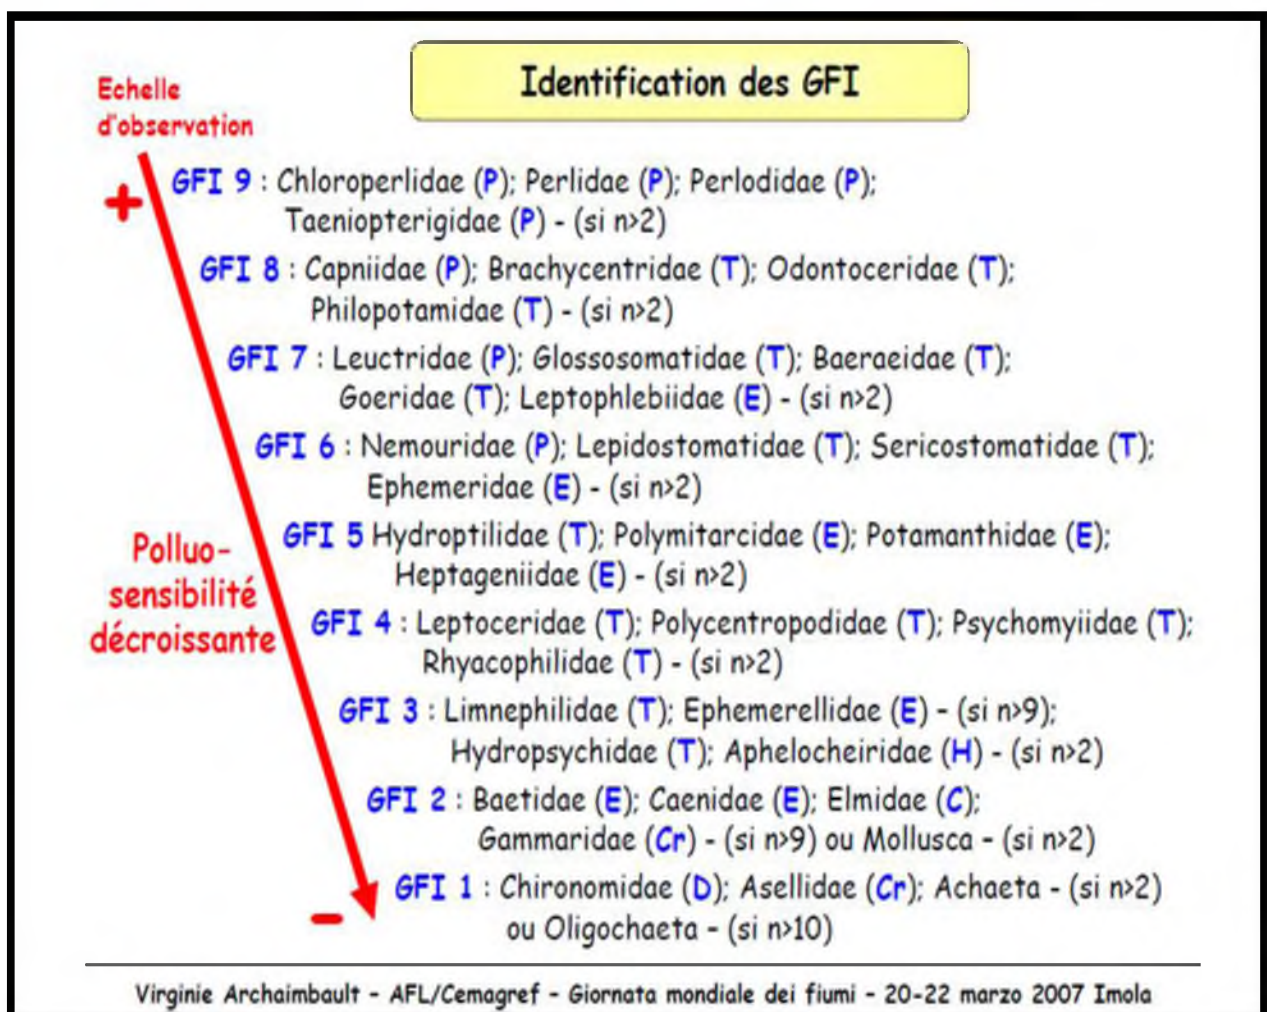 Identification des GFI
Echelle
d'observation
+
GFI 9 : Chloroperlidae (P); Perlidae (P); Perlodidae (P);
Taeniopterigidae (P) - (si n>2)
GFI 8 : Capniidae (P); Brachycentridae (T); Odontoceridae (T);
Philopotamidae (T) - (si n>2)
GFI 7 : Leuctridae (P); Glossosomatidae (T); Baeraeidae (T);
Goeridae (T); Leptophlebiidae (E) - (si n>2)
GFI 6 : Nemouridae (P); Lepidostomatidae (T); Sericostomatidae (T);
Ephemeridae (E) - (si n>2)
GFI 5 Hydroptilidae (T); Polymitarcidae (E); Potamanthidae (E);
Heptageniidae (E) - (si n>2)
Polluo-
sensibilité
décroissante
GFI 4 : Leptoceridae (T); Polycentropodidae (T); Psychomyiidae (T);
Rhyacophilidae (T) - (si n>2)
GFI 3 : Limnephilidae (T); Ephemerellidae (E) - (si n>9);
Hydropsychidae (T); Aphelocheiridae (H) - (si n>2)
GFI 2 : Baetidae (E); Caenidae (E); Elmidae (C);
Gammaridae (Cr) - (si n>9) ou Mollusca - (si n>2)
GFI 1 : Chironomidae (D); Asellidae (Cr); Achaeta - (si n>2)
ou Oligochaeta - (si n>10)
-
Virginie Archaimbault - AFL/Cemagref - Giornata mondiale dei fiumi - 20-22 marzo 2007 Imola